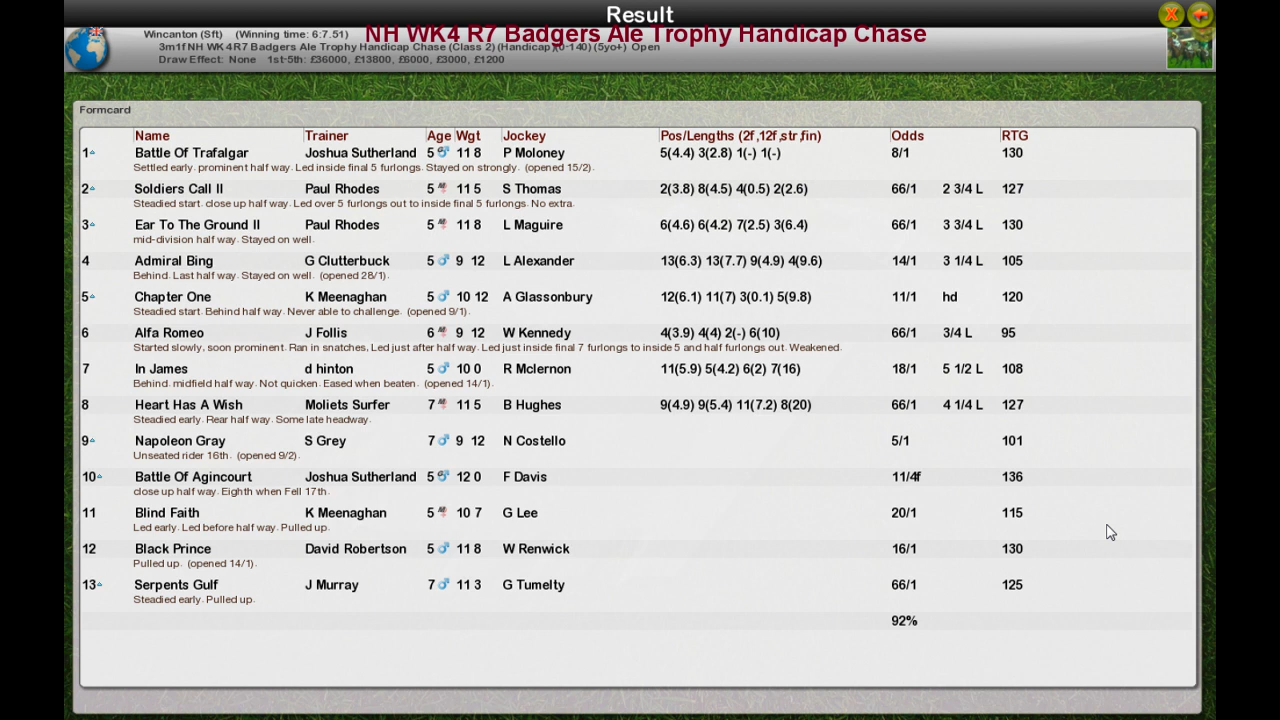 Result
NH WK4 R7 Badgers Ale Trophy Handicap Chase
Wincanton (Sft) (Winning time: 6:7.51)
3m1f NH WK4 R7 Badgers Ale Trophy Handicap Chase (Class 2) (Handicap)(0-140) (5yo+) Open
Draw Effect: None 1st-5th: £36000, £13800, £6000, £3000, £1200
Formcard
Name Trainer Age Wgt Jockey Pos/Lengths (2f,12f,str,fin) Odds RTG
1 Battle Of Trafalgar Joshua Sutherland 5 11 8 P Moloney 5(4.4) 3(2.8) 1(-) 1(-) 8/1 130
Settled early. prominent half way. Led inside final 5 furlongs. Stayed on strongly. (opened 15/2).
2 Soldiers Call II Paul Rhodes 5 11 5 S Thomas 2(3.8) 8(4.5) 4(0.5) 2(2.6) 66/1 2 3/4 L 127
Steadied start. close up half way. Led over 5 furlongs out to inside final 5 furlongs. No extra.
3 Ear To The Ground II Paul Rhodes 5 11 8 L Maguire 6(4.6) 6(4.2) 7(2.5) 3(6.4) 66/1 3 3/4 L 130
mid-division half way. Stayed on well.
4 Admiral Bing G Clutterbuck 5 9 12 L Alexander 13(6.3) 13(7.7) 9(4.9) 4(9.6) 14/1 3 1/4 L 105
Behind. Last half way. Stayed on well. (opened 28/1).
5 Chapter One K Meenaghan 5 10 12 A Glassonbury 12(6.1) 11(7) 3(0.1) 5(9.8) 11/1 hd 120
Steadied start. Behind half way. Never able to challenge. (opened 9/1).
6 Alfa Romeo J Follis 6 9 12 W Kennedy 4(3.9) 4(4) 2(-) 6(10) 66/1 3/4 L 95
Started slowly, soon prominent. Ran in snatches, Led just after half way. Led just inside final 7 furlongs to inside 5 and half furlongs out. Weakened.
7 In James d hinton 5 10 0 R Mclernon 11(5.9) 5(4.2) 6(2) 7(16) 18/1 5 1/2 L 108
Behind. midfield half way. Not quicken. Eased when beaten. (opened 14/1).
8 Heart Has A Wish Moliets Surfer 7 11 5 B Hughes 9(4.9) 9(5.4) 11(7.2) 8(20) 66/1 4 1/4 L 127
Steadied early. Rear half way. Some late headway.
9 Napoleon Gray S Grey 7 9 12 N Costello 5/1 101
Unseated rider 16th. (opened 9/2).
10 Battle Of Agincourt Joshua Sutherland 5 12 0 F Davis 11/4f 136
close up half way. Eighth when Fell 17th.
11 Blind Faith K Meenaghan 5 10 7 G Lee 20/1 115
Led early. Led before half way. Pulled up.
12 Black Prince David Robertson 5 11 8 W Renwick 16/1 130
Pulled up. (opened 14/1).
13 Serpents Gulf J Murray 7 11 3 G Tumelty 66/1 125
Steadied early. Pulled up.
92%